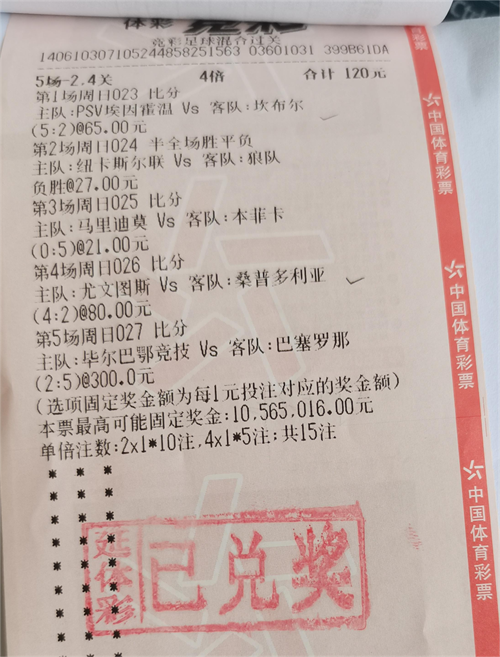 体彩 竞彩
竞彩足球混合过关
140610307105244858251563 03601031 399B61DA
5场-2.4关 4倍 合计 120元
第1场周日023 比分
主队:PSV埃因霍温 Vs 客队:坎布尔
(5:2)@65.00元
第2场周日024 半全场胜平负
主队:纽卡斯尔联 Vs 客队:狼队
负胜@27.00元
第3场周日025 比分
主队:马里迪莫 Vs 客队:本菲卡
(0:5)@21.00元
第4场周日026 比分
主队:尤文图斯 Vs 客队:桑普多利亚
(4:2)@80.00元
第5场周日027 比分
主队:毕尔巴鄂竞技 Vs 客队:巴塞罗那
(2:5)@300.0元
(选项固定奖金额为每1元投注对应的奖金额)
本票最高可能固定奖金:10,565,016.00元
单倍注数:2x1*10注,4x1*5注;共15注
延体彩
已兑奖
育彩票
中国体育彩票
中国体育彩票
中国体育彩票